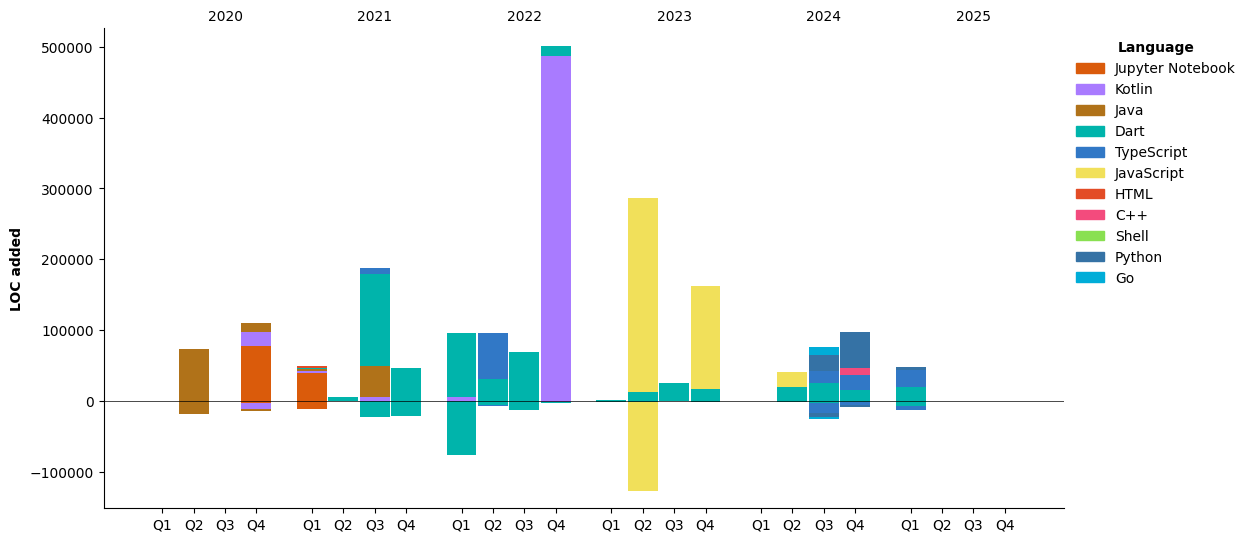 2020 2021 2022 2023 2024 2025
500000
400000
300000
200000
100000
0
−100000
LOC added
Q1 Q2 Q3 Q4 Q1 Q2 Q3 Q4 Q1 Q2 Q3 Q4 Q1 Q2 Q3 Q4 Q1 Q2 Q3 Q4 Q1 Q2 Q3 Q4
Language
Jupyter Notebook
Kotlin
Java
Dart
TypeScript
JavaScript
HTML
C++
Shell
Python
Go